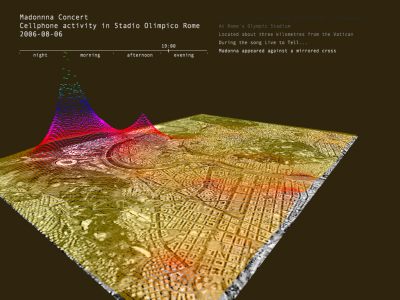 Madonnna Concert
Cellphone activity in Stadio Olimpico Rome
2006-08-06
19:00
night morning afternoon evening
At Rome's Olympic Stadium
Located about three kilometres from the Vatican
During the song Live to Tell...
Madonna appeared against a mirrored cross